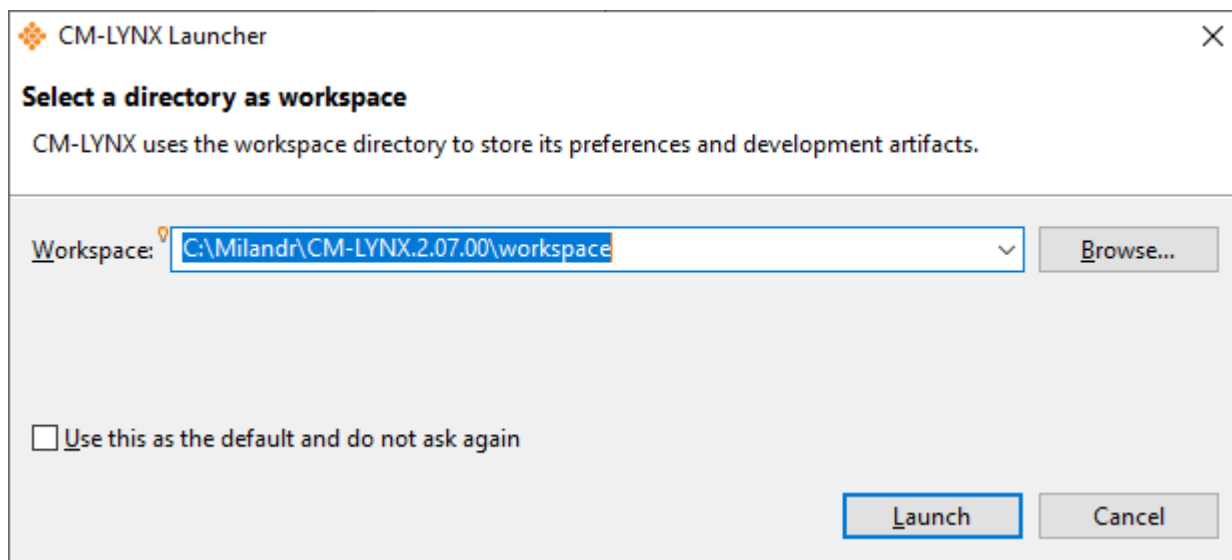 CM-LYNX Launcher
Select a directory as workspace
CM-LYNX uses the workspace directory to store its preferences and development artifacts.
Workspace: C:\Milandr\CM-LYNX.2.07.00\workspace Browse...
Use this as the default and do not ask again
Launch Cancel